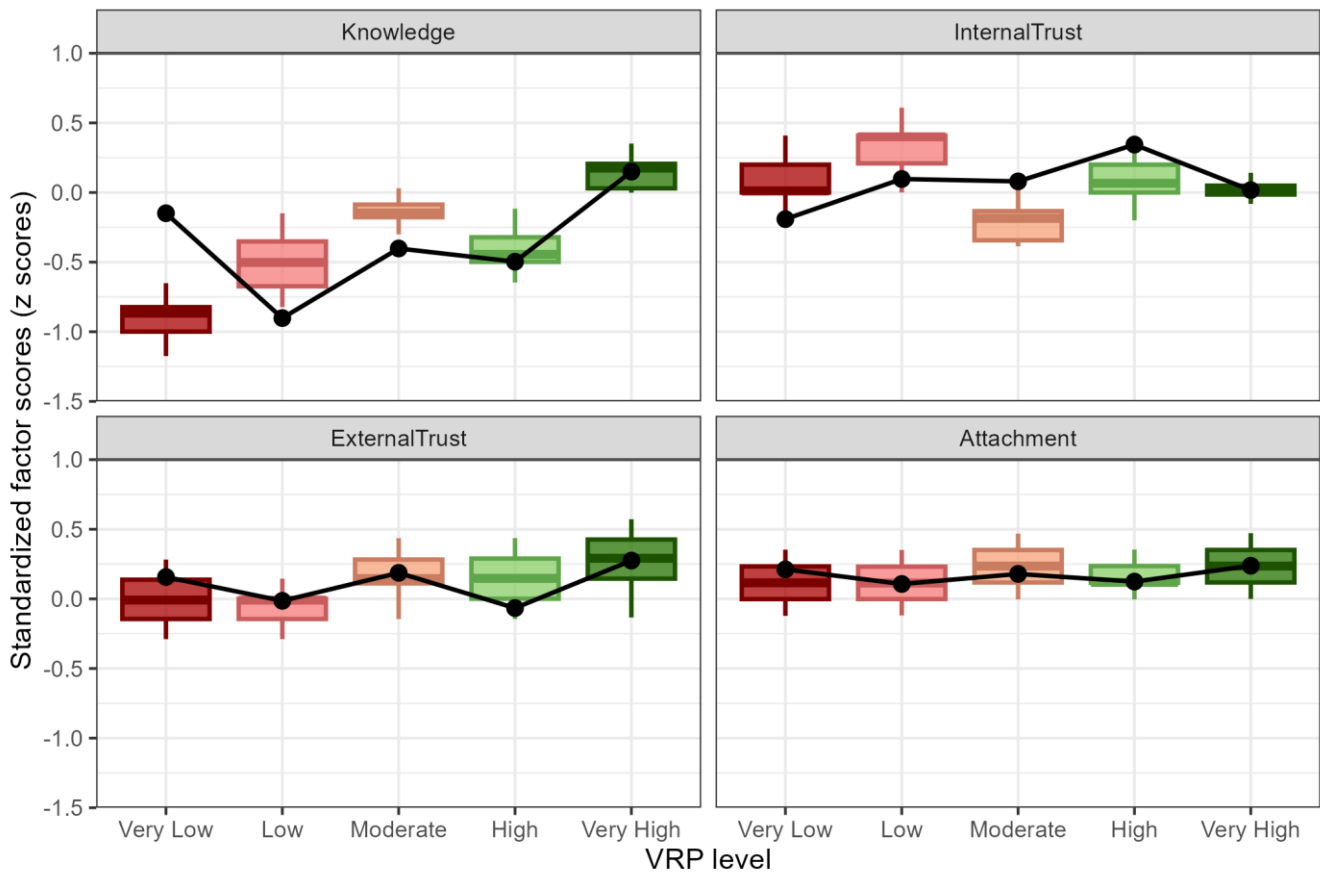 Knowledge
InternalTrust
1.0
0.5
0.0
-0.5
-1.0
-1.5
ExternalTrust
Attachment
1.0
0.5
0.0
-0.5
-1.0
-1.5
Standardized factor scores (z scores)
Very Low Low Moderate High Very High
Very Low Low Moderate High Very High
VRP level